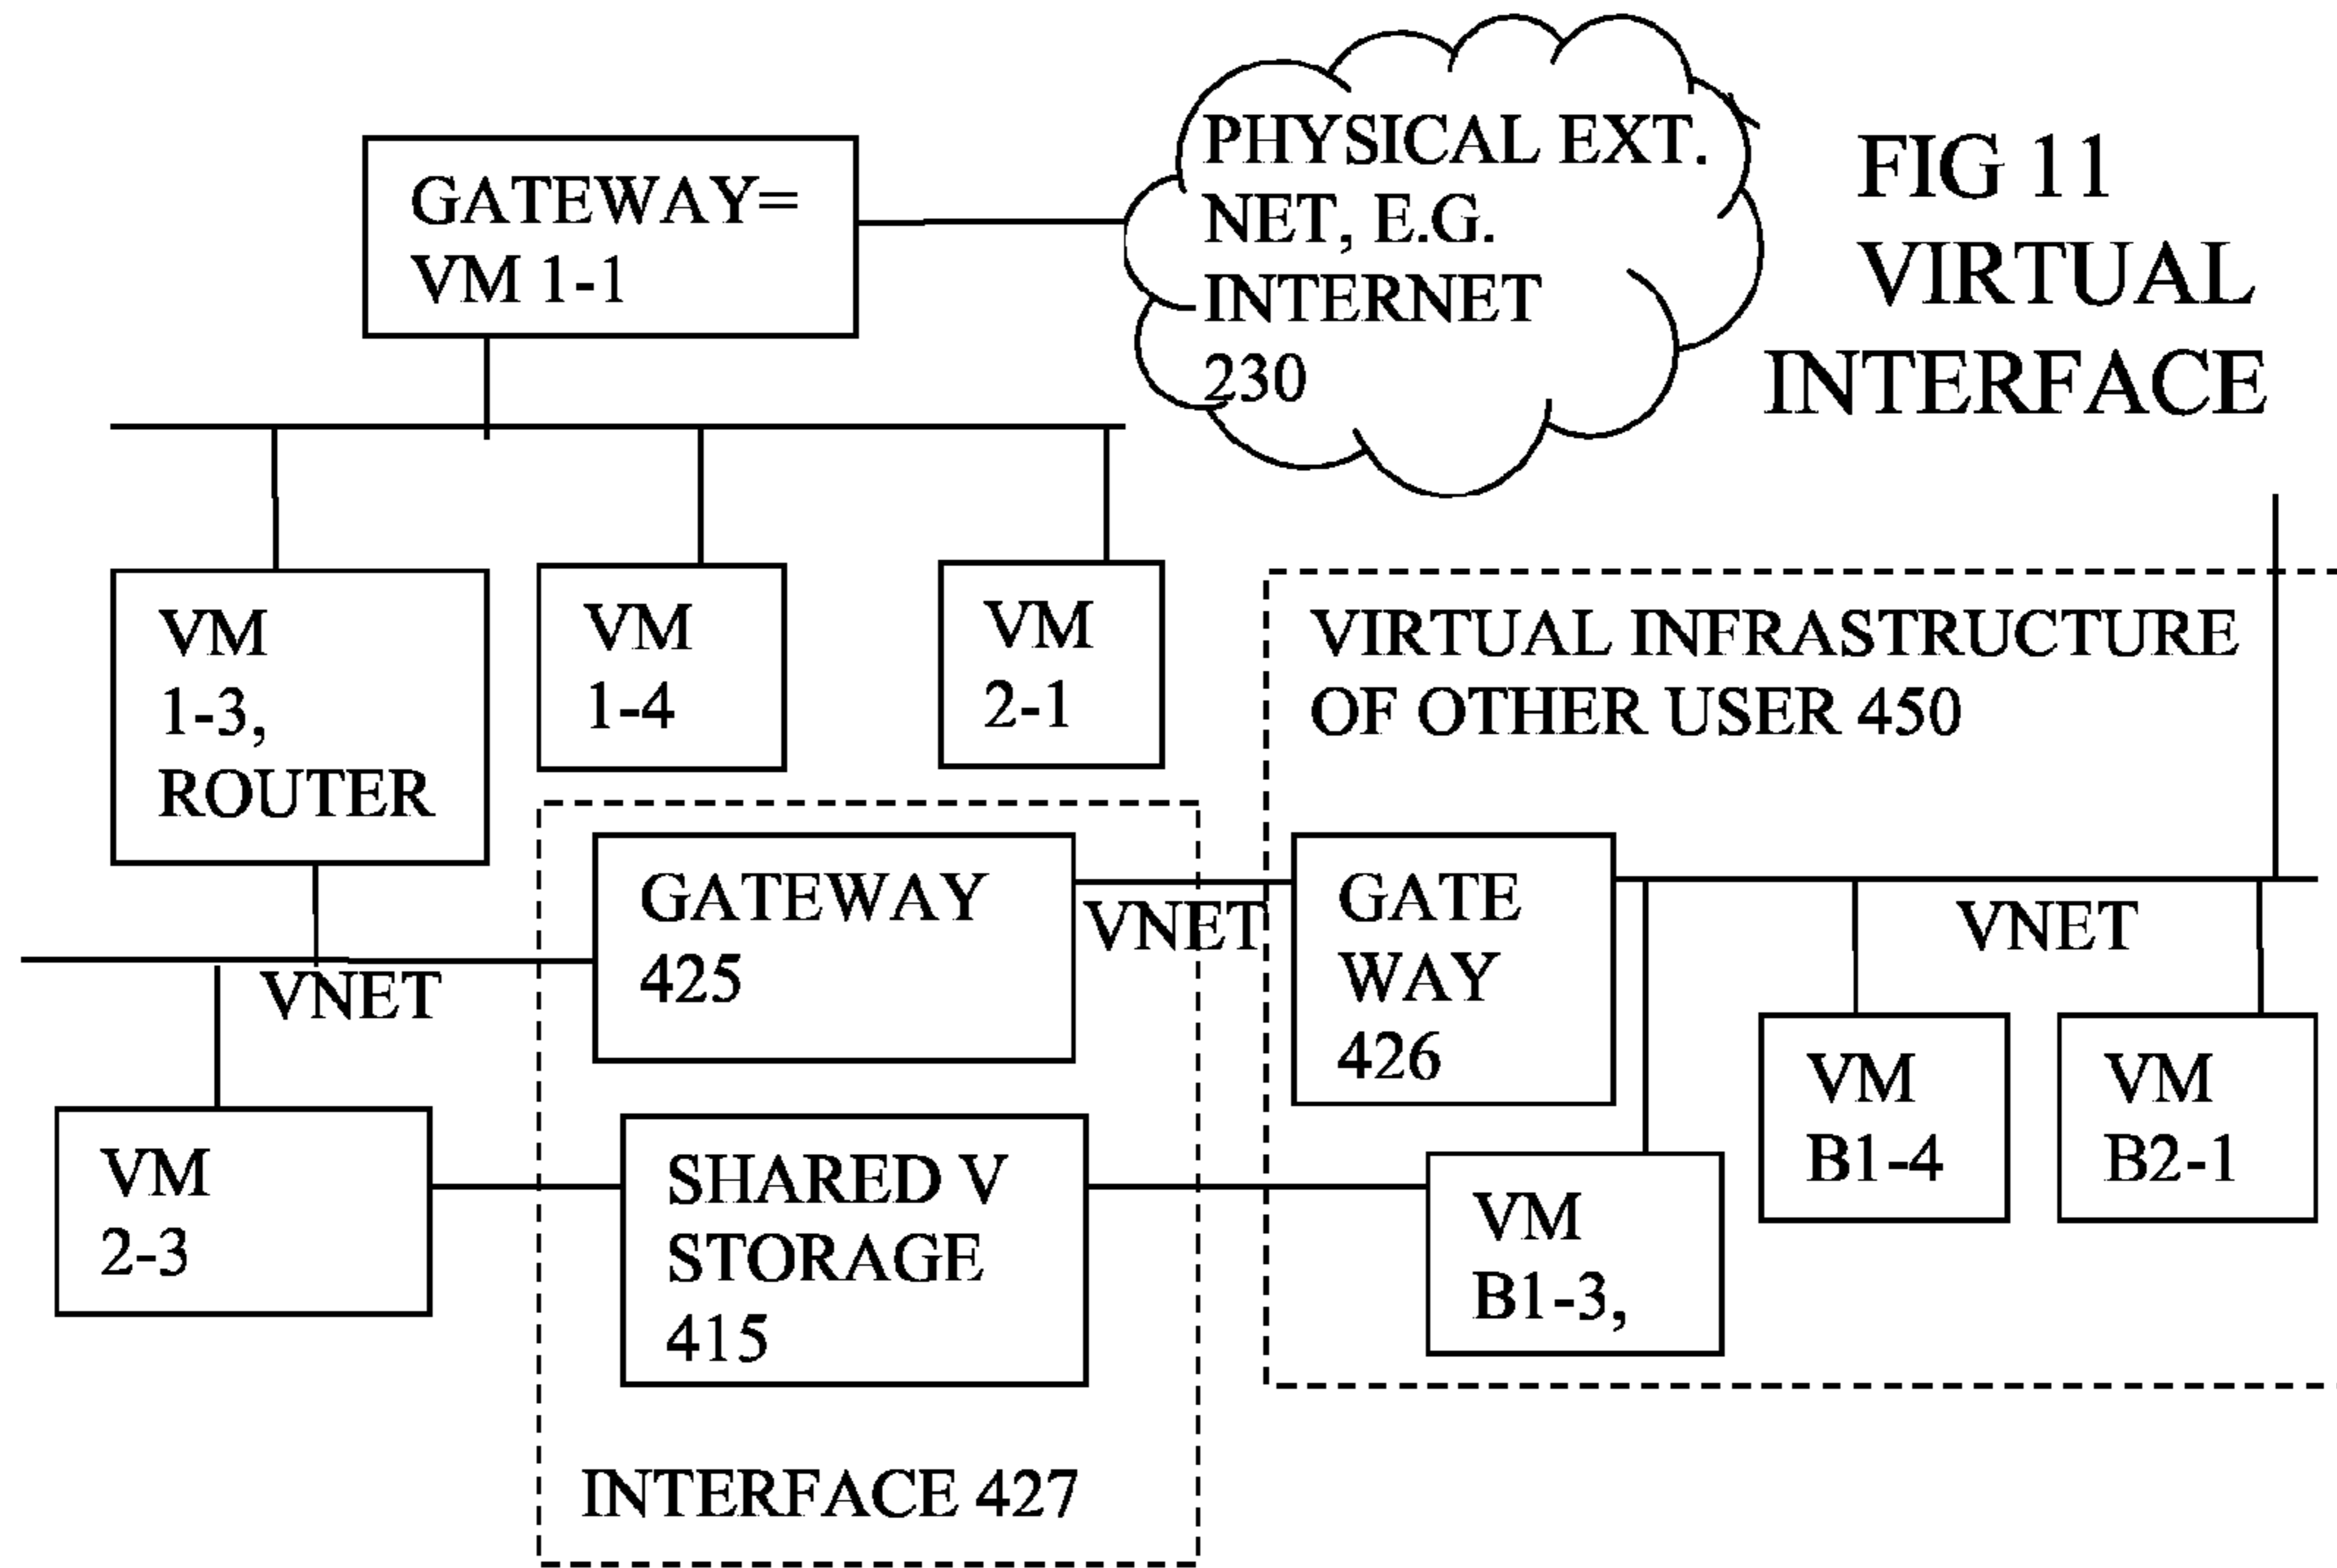 GATEWAY=
VM 1-1
PHYSICAL EXT.
NET, E.G.
INTERNET
230
FIG 11
VIRTUAL
INTERFACE
VM
1-3,
ROUTER
VM
1-4
VM
2-1
VIRTUAL INFRASTRUCTURE
OF OTHER USER 450
GATEWAY
425
VNET
GATE
WAY
426
VNET
VNET
VM
2-3
SHARED V
STORAGE
415
VM
B1-3,
VM
B1-4
VM
B2-1
INTERFACE 427